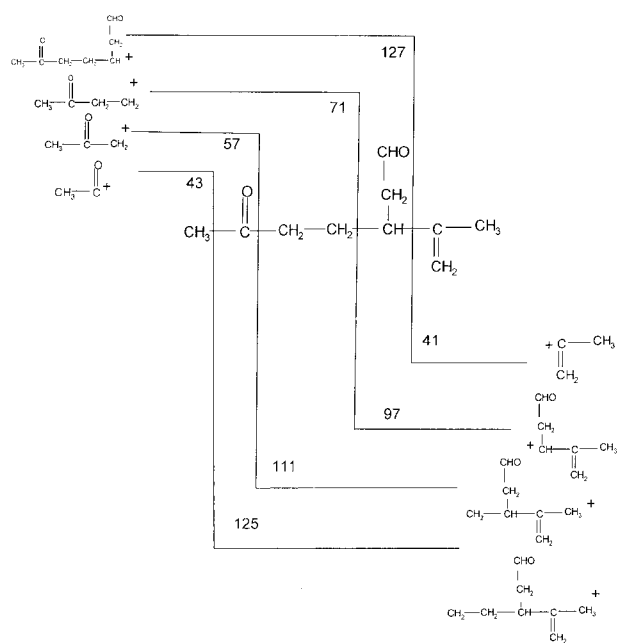 CHO
CH₂
O
CH₃—C—CH₂—CH₂—CH +
127
O
CH₃—C—CH₂—CH₂ +
71
O
CH₃—C—CH₂ +
57
O
CH₃—C+
43
CHO
CH₂
O
CH₃—C—CH₂—CH₂—CH—C—CH₃
CH₂
41
+C—CH₃
CH₂
97
CHO
CH₂
+CH—C—CH₃
CH₂
111
CHO
CH₂
CH₂—CH—C—CH₃ +
CH₂
125
CHO
CH₂
CH₂—CH₂—CH—C—CH₃ +
CH₂